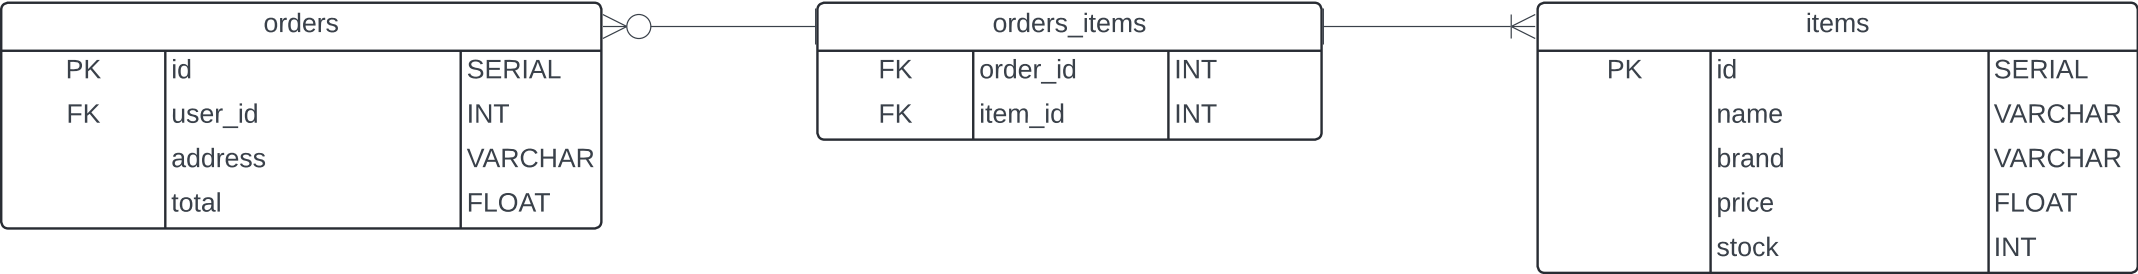 orders
PK id SERIAL
FK user_id INT
address VARCHAR
total FLOAT
orders_items
FK order_id INT
FK item_id INT
items
PK id SERIAL
name VARCHAR
brand VARCHAR
price FLOAT
stock INT